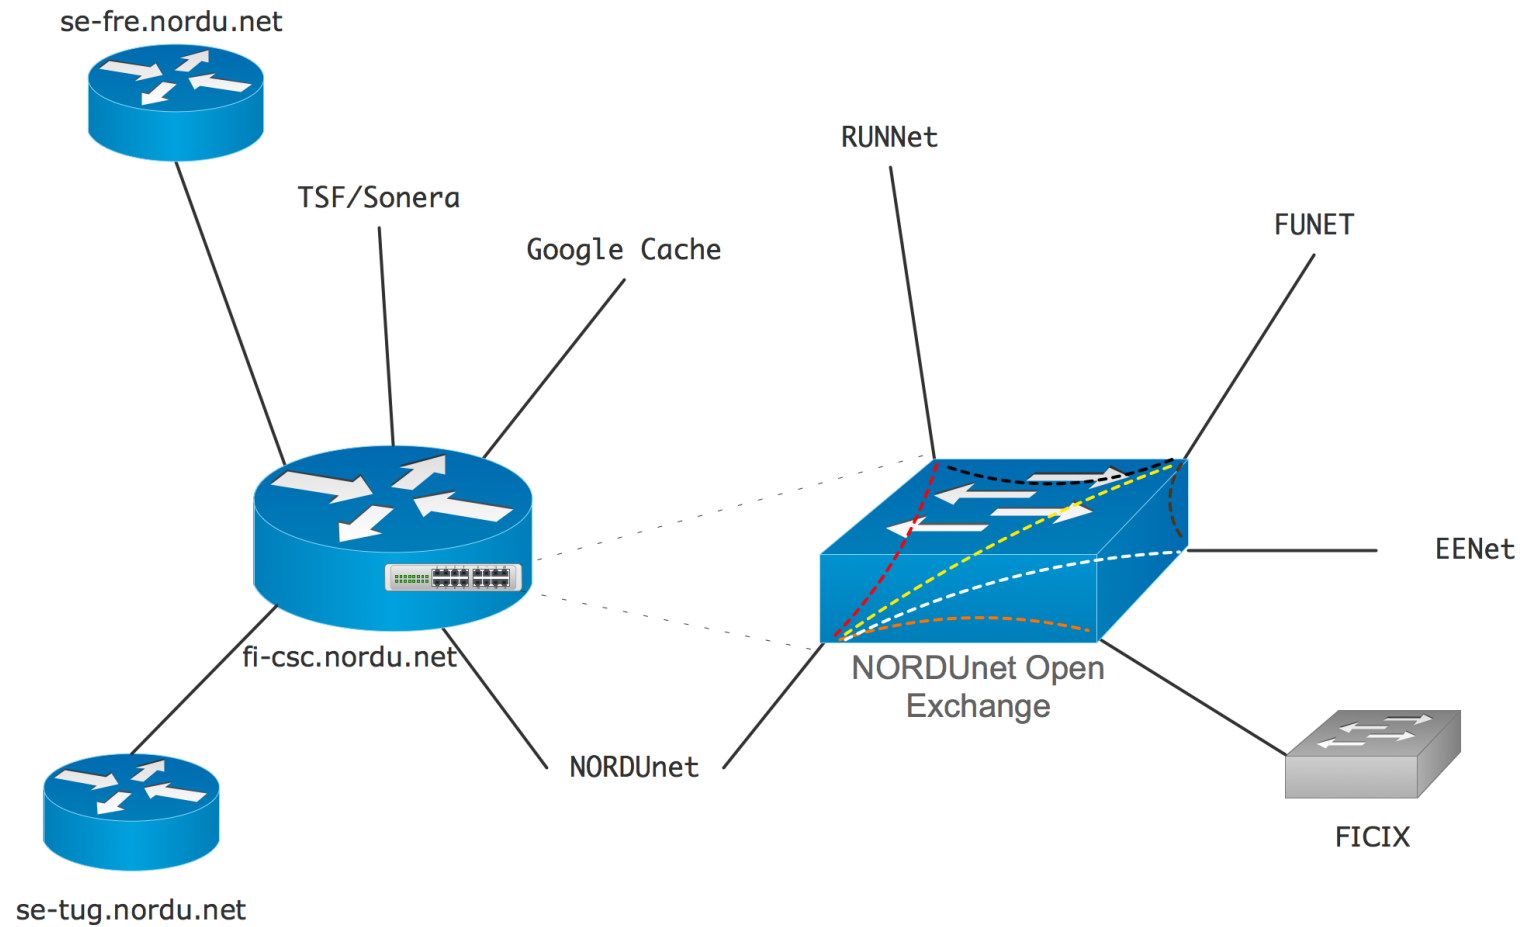 se-fre.nordu.net
RUNNet
TSF/Sonera
FUNET
Google Cache
EENet
fi-csc.nordu.net
NORDUnet Open
Exchange
NORDUnet
FICIX
se-tug.nordu.net